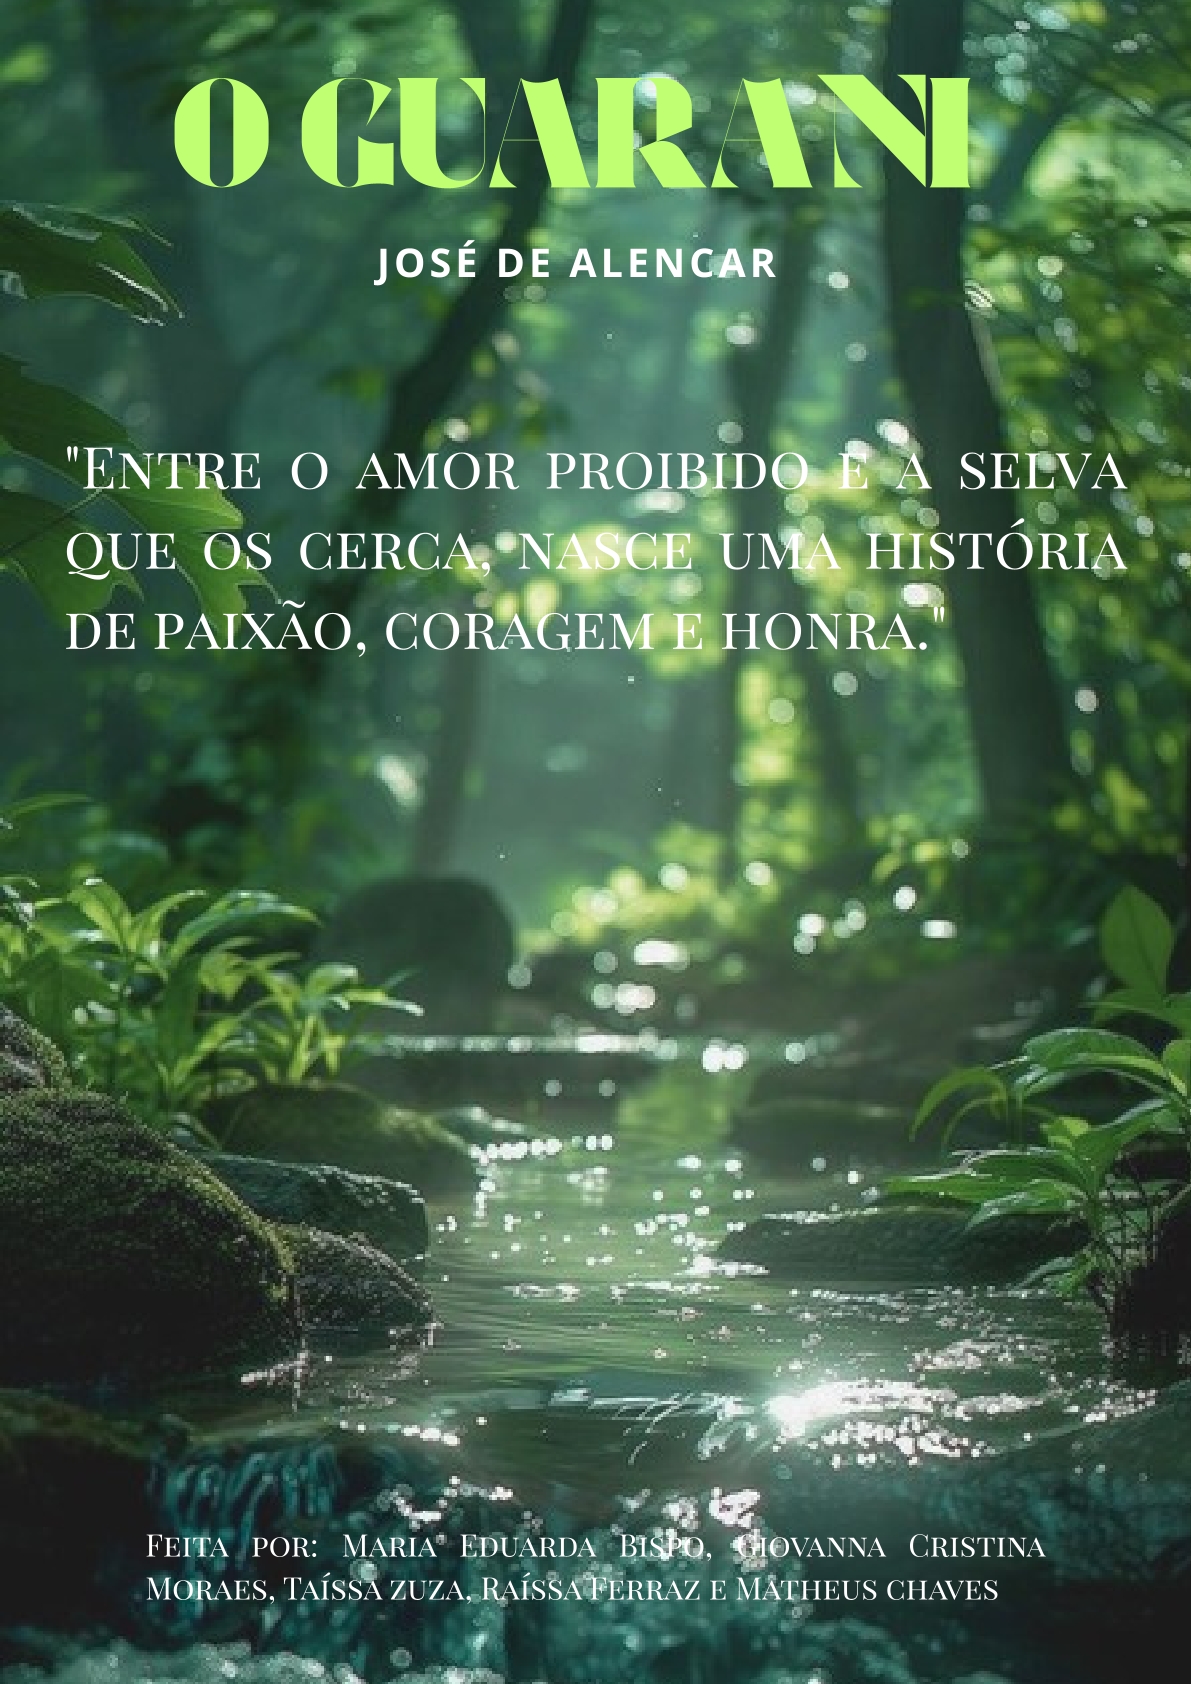 O GUARANI
JOSÉ DE ALENCAR
"Entre o amor proibido e a selva
que os cerca, nasce uma história
de paixão, coragem e honra."
Feita por: Maria Eduarda Bispo, Giovanna Cristina
Moraes, Taíssa zuza, Raíssa Ferraz e Matheus chaves